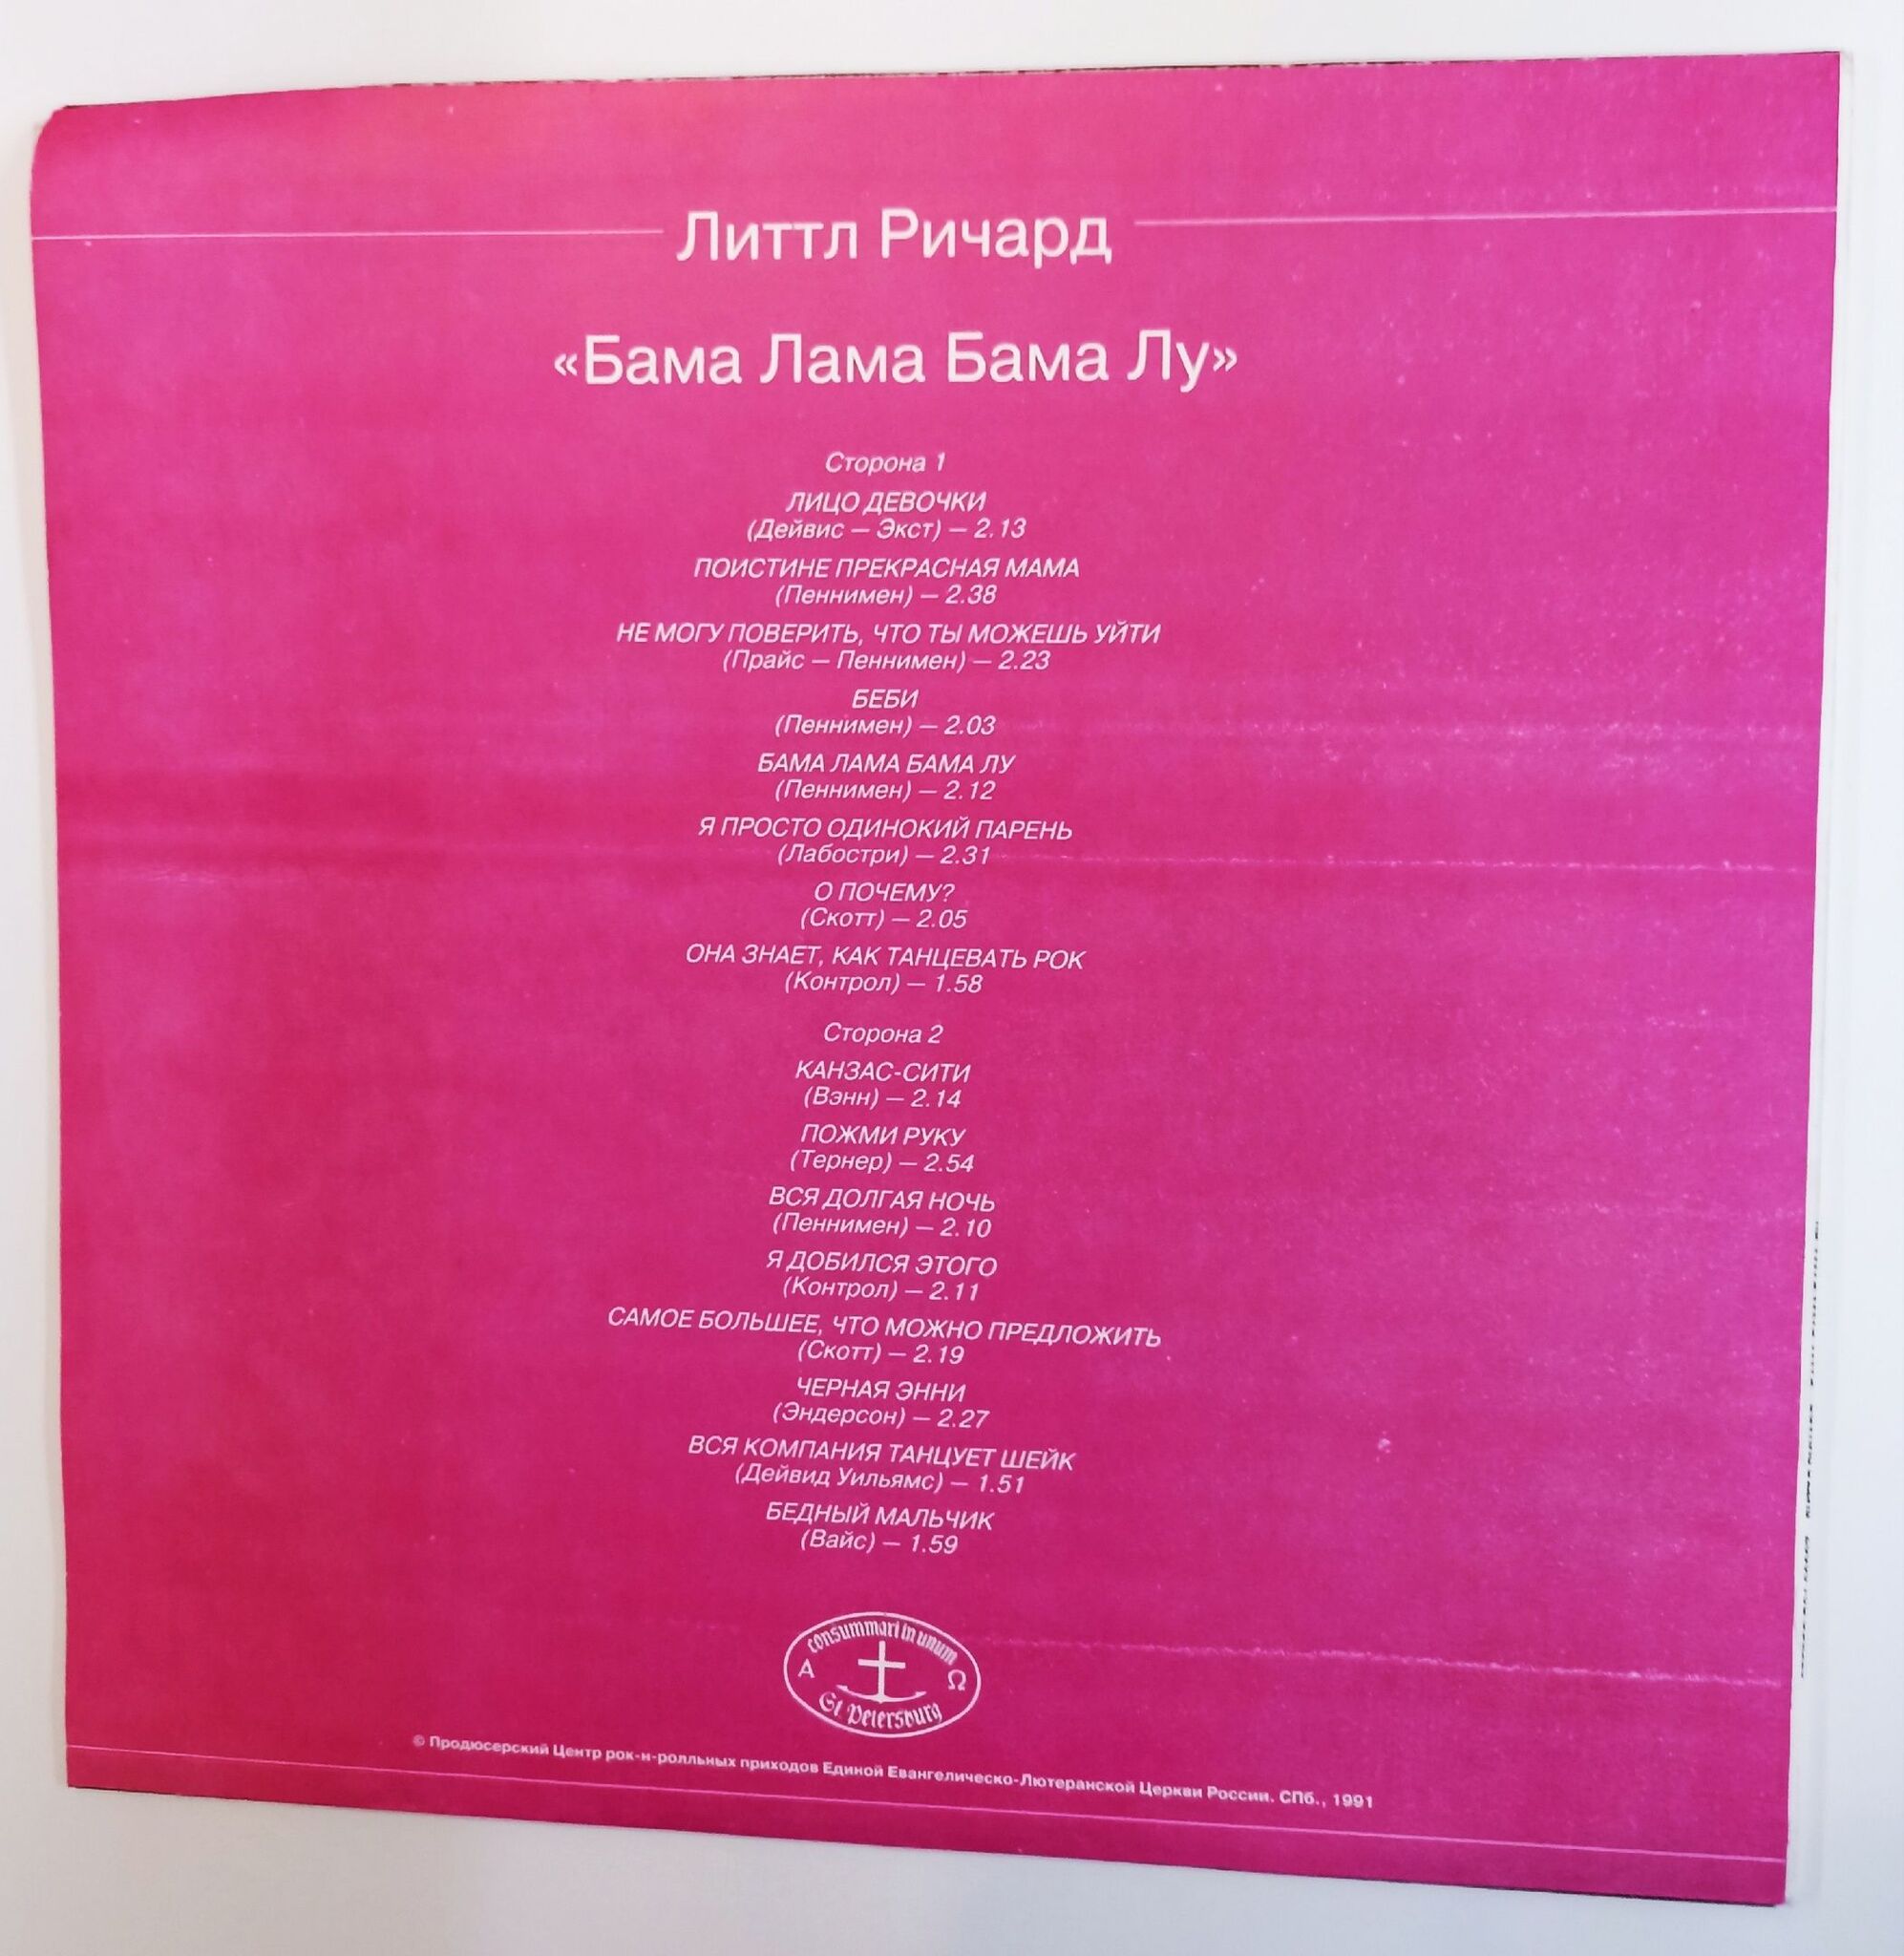 Литтл Ричард
«Бама Лама Бама Лу»
Сторона 1
ЛИЦО ДЕВОЧКИ
(Дейвис — Экст) — 2.13
ПОИСТИНЕ ПРЕКРАСНАЯ МАМА
(Пеннимен) — 2.38
НЕ МОГУ ПОВЕРИТЬ, ЧТО ТЫ МОЖЕШЬ УЙТИ
(Прайс — Пеннимен) — 2.23
БЕБИ
(Пеннимен) — 2.03
БАМА ЛАМА БАМА ЛУ
(Пеннимен) — 2.12
Я ПРОСТО ОДИНОКИЙ ПАРЕНЬ
(Лабостри) — 2.31
О ПОЧЕМУ?
(Скотт) — 2.05
ОНА ЗНАЕТ, КАК ТАНЦЕВАТЬ РОК
(Контрол) — 1.58
Сторона 2
КАНЗАС-СИТИ
(Вэнн) — 2.14
ПОЖМИ РУКУ
(Тернер) — 2.54
ВСЯ ДОЛГАЯ НОЧЬ
(Пеннимен) — 2.10
Я ДОБИЛСЯ ЭТОГО
(Контрол) — 2.11
САМОЕ БОЛЬШЕЕ, ЧТО МОЖНО ПРЕДЛОЖИТЬ
(Скотт) — 2.19
ЧЕРНАЯ ЭННИ
(Эндерсон) — 2.27
ВСЯ КОМПАНИЯ ТАНЦУЕТ ШЕЙК
(Дейвид Уильямс) — 1.51
БЕДНЫЙ МАЛЬЧИК
(Вайс) — 1.59
consummari in unum
A Ω
St. Petersburg
© Продюсерский Центр рок-н-ролльных приходов Единой Евангелическо-Лютеранской Церкви России. СПб., 1991